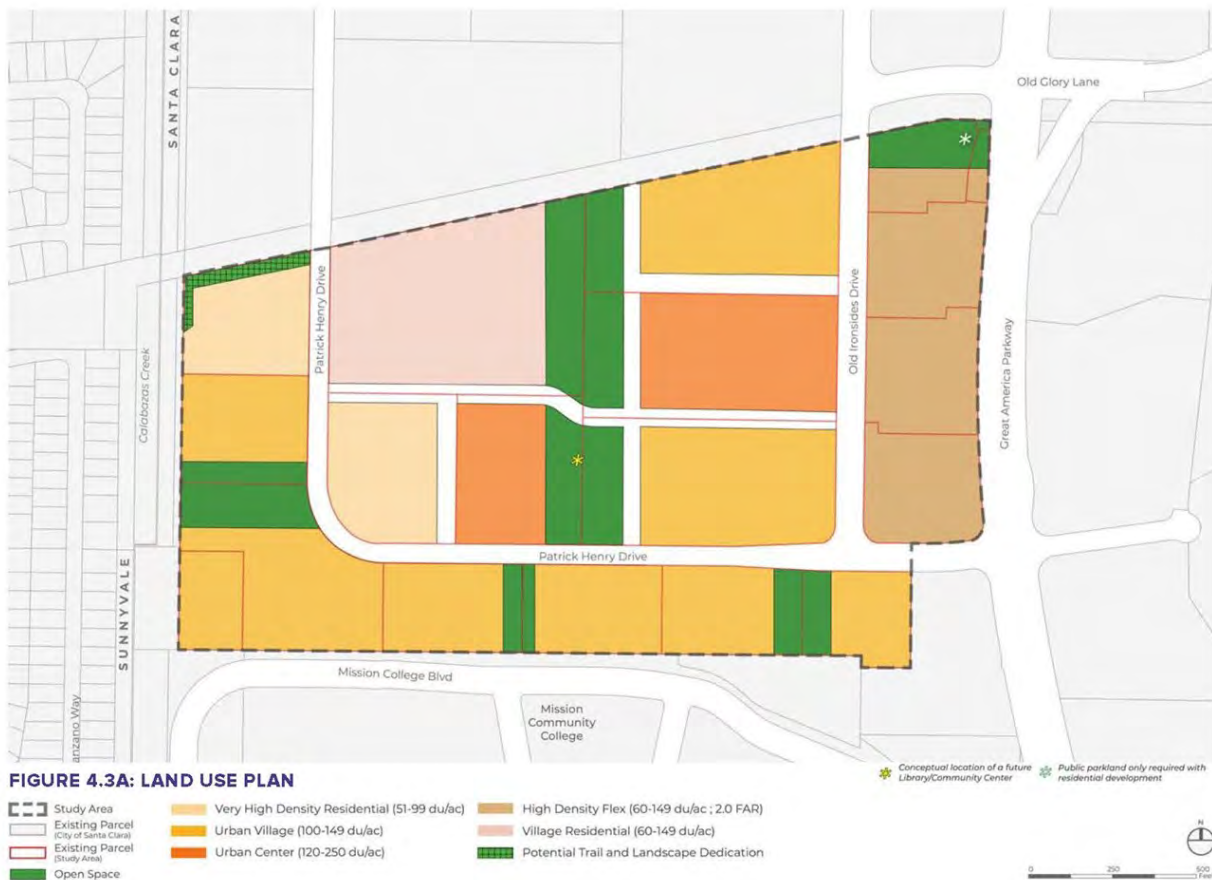 SANTA CLARA
Old Glory Lane
Patrick Henry Drive
Old Ironsides Drive
Great America Parkway
Calabazas Creek
Patrick Henry Drive
SUNNYVALE
Mission College Blvd
Mission
Community
College
anzano Way
FIGURE 4.3A: LAND USE PLAN
Conceptual location of a future
Library/Community Center
Public parkland only required with
residential development
Study Area
Existing Parcel
(City of Santa Clara)
Existing Parcel
(Study Area)
Open Space
Very High Density Residential (51-99 du/ac)
Urban Village (100-149 du/ac)
Urban Center (120-250 du/ac)
High Density Flex (60-149 du/ac ; 2.0 FAR)
Village Residential (60-149 du/ac)
Potential Trail and Landscape Dedication
N
0 250 500
Feet